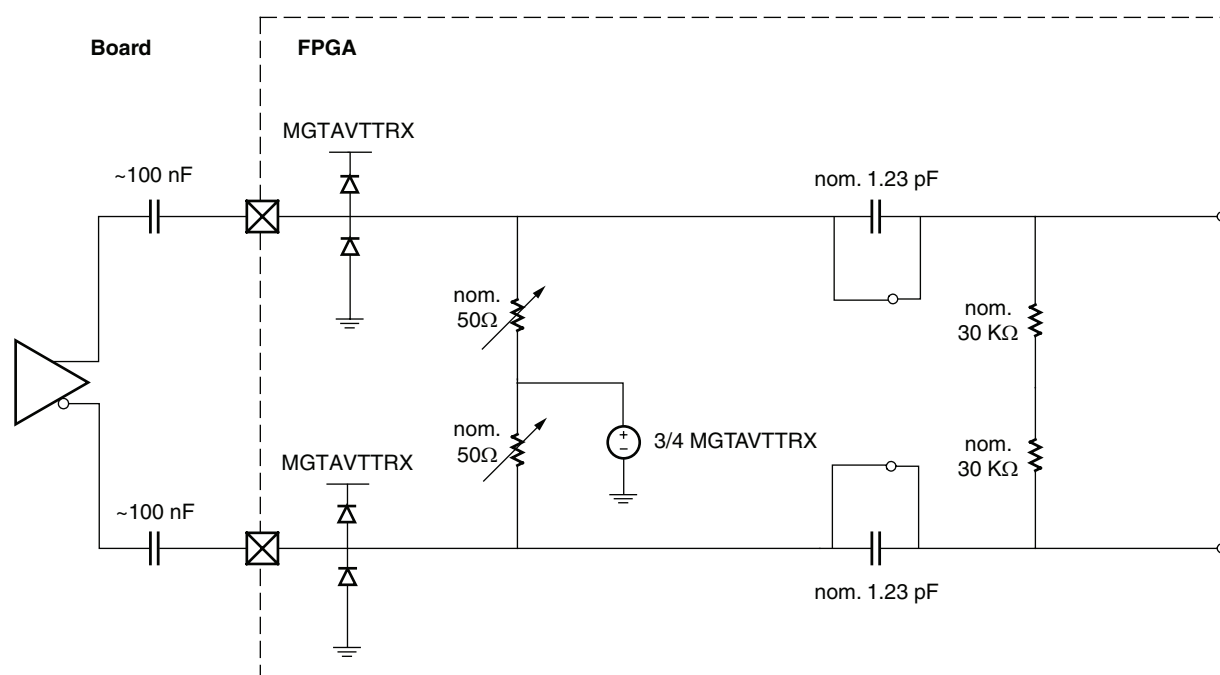 Board
FPGA
MGTAVTTRX
~100 nF
nom. 1.23 pF
nom.
50Ω
nom.
30 KΩ
+
−
3/4 MGTAVTTRX
nom.
50Ω
nom.
30 KΩ
MGTAVTTRX
~100 nF
nom. 1.23 pF